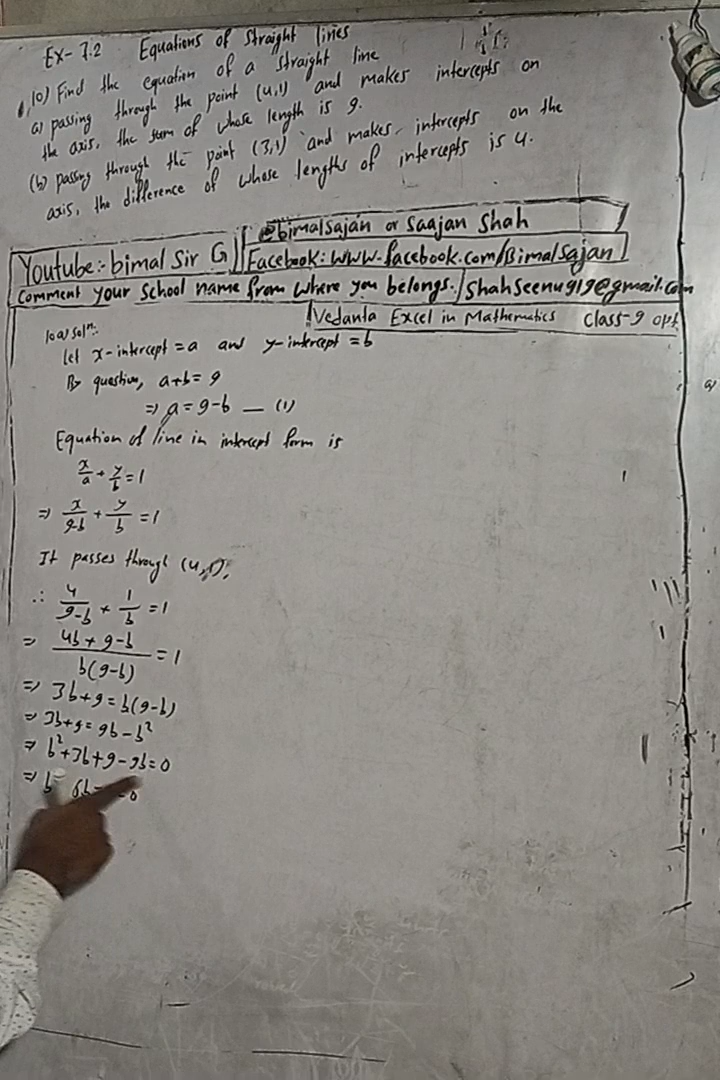 Ex- 7.2 Equations of Straight lines
10) Find the equation of a straight line
a) passing through the point (4,1) and makes intercepts on
the axis, the sum of whose length is 9.
(b) passing through the point (3,1) and makes intercepts on the
axis, the difference of whose lengths of intercepts is 4.
@bimalsajan or Saajan Shah
Youtube:- bimal Sir G
Facebook: www.facebook.com/Bimalsajan
Comment your School name from where you belongs. / Shahseenu919@gmail.com
Vedanta Excel in Mathematics Class-9 opt
10 a) solⁿ:
let x-intercept = a and y-intercept = b
By question, a+b = 9
⇒ a = 9-b — (1)
Equation of line in intercept form is
x/a + y/b = 1
⇒ x/9-b + y/b = 1
It passes through (4,1),
∴ 4/9-b + 1/b = 1
⇒ 4b + 9-b / b(9-b) = 1
⇒ 3b+9 = b(9-b)
⇒ 3b+9 = 9b - b²
⇒ b²+3b+9-9b=0
⇒ b 6b 0
a)